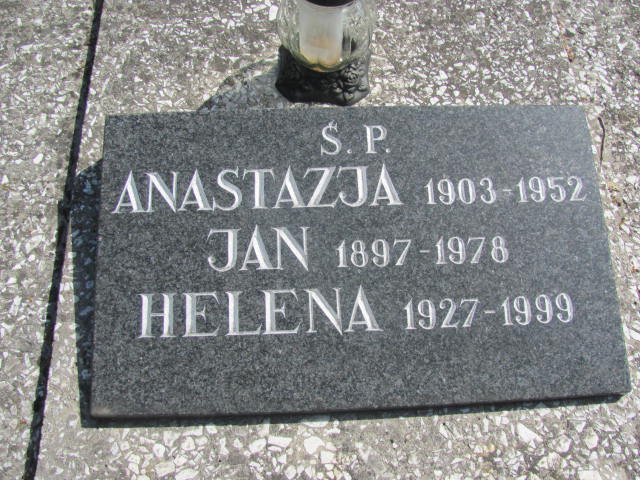 Ś.P.
ANASTAZJA 1903-1952
JAN 1897-1978
HELENA 1927-1999